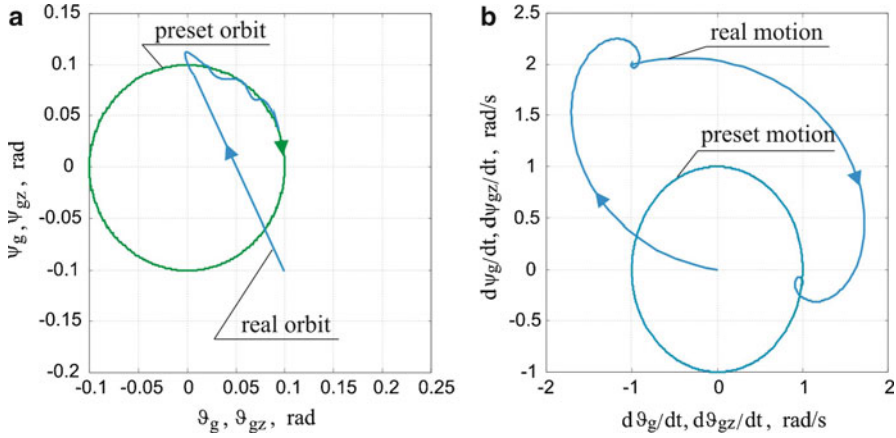 a
preset orbit
0.15
0.1
0.05
0
-0.05
-0.1
-0.15
-0.2
ψg, ψgz, rad
real orbit
-0.1 -0.05 0 0.05 0.1 0.15 0.2 0.25
ϑg, ϑgz, rad
b
real motion
preset motion
2.5
2
1.5
1
0.5
0
-0.5
-1
dψg/dt, dψgz/dt, rad/s
-2 -1 0 1 2
dϑg/dt, dϑgz/dt, rad/s